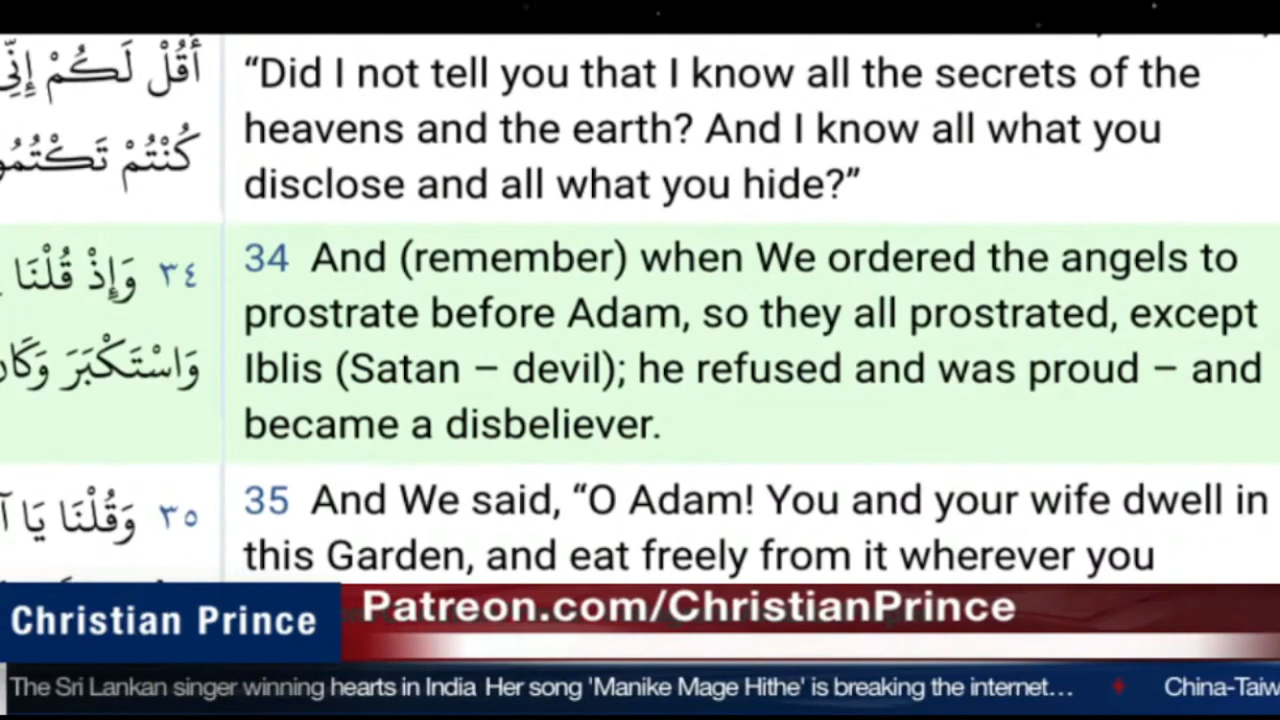 أَقُلْ لَكُمْ إِنِّي
“Did I not tell you that I know all the secrets of the
heavens and the earth? And I know all what you
كُنْتُمْ
disclose and all what you hide?”
٣٤ وَإِذْ قُلْنَا
34 And (remember) when We ordered the angels to
prostrate before Adam, so they all prostrated, except
وَاسْتَكْبَرَ
Iblis (Satan – devil); he refused and was proud – and
became a disbeliever.
٣٥ وَقُلْنَا يَا
35 And We said, “O Adam! You and your wife dwell in
this Garden, and eat freely from it wherever you
Christian Prince
Patreon.com/ChristianPrince
The Sri Lankan singer winning hearts in India Her song 'Manike Mage Hithe' is breaking the internet... China-Taiw